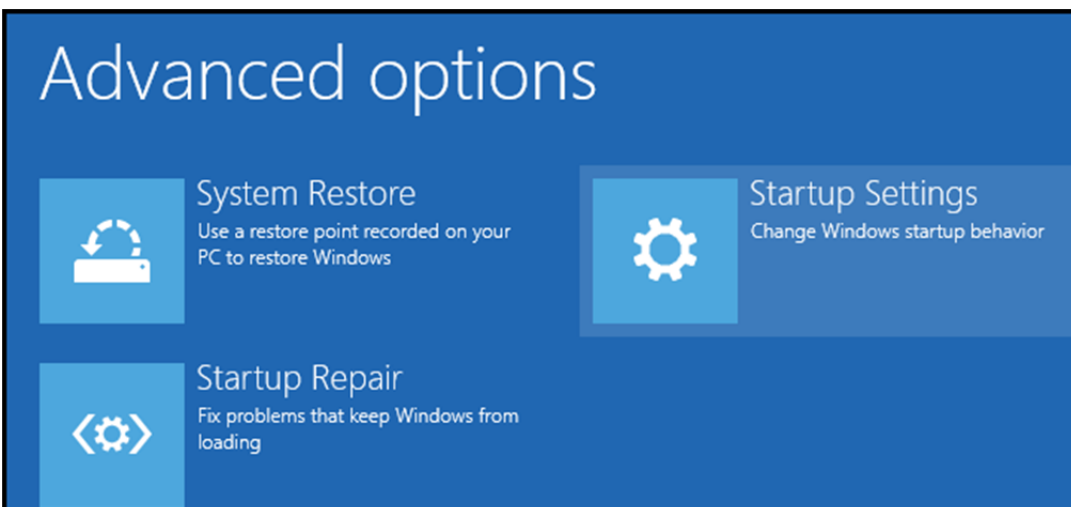 Advanced options
System Restore
Use a restore point recorded on your
PC to restore Windows
Startup Settings
Change Windows startup behavior
Startup Repair
Fix problems that keep Windows from
loading